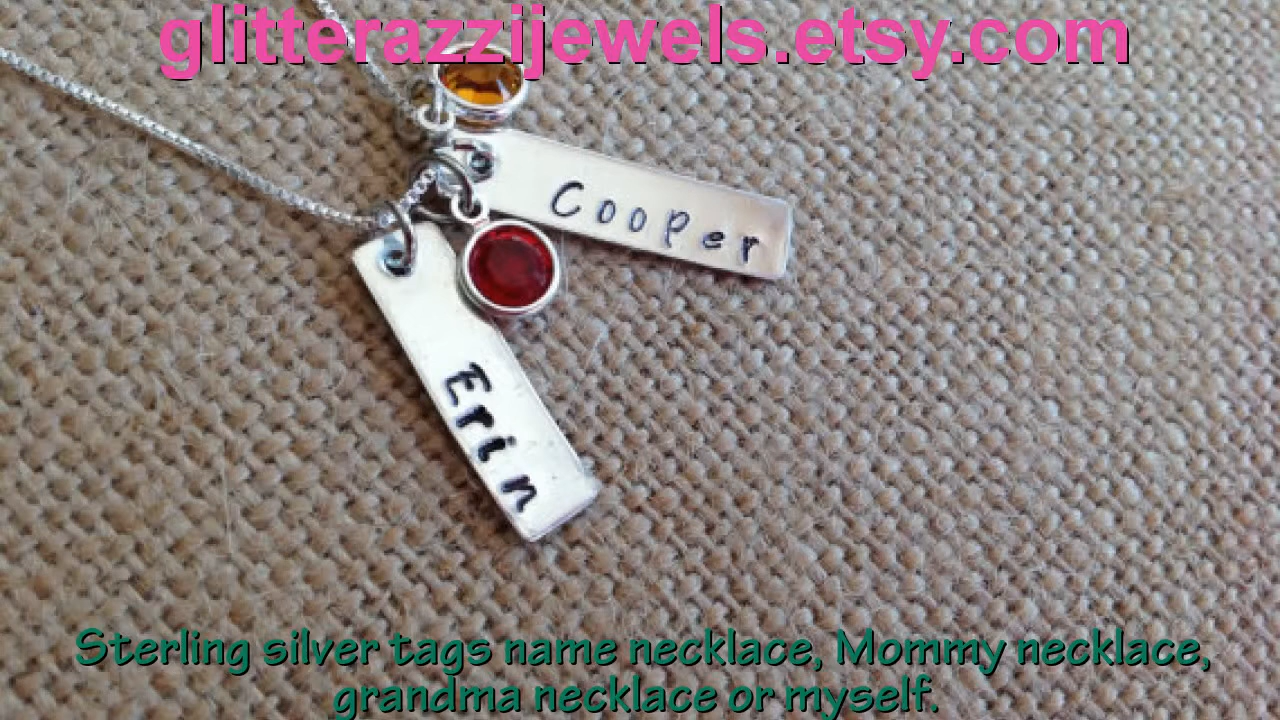 glitterazzijewels.etsy.com
Cooper
Erin
Sterling silver tags name necklace, Mommy necklace,
grandma necklace or myself.